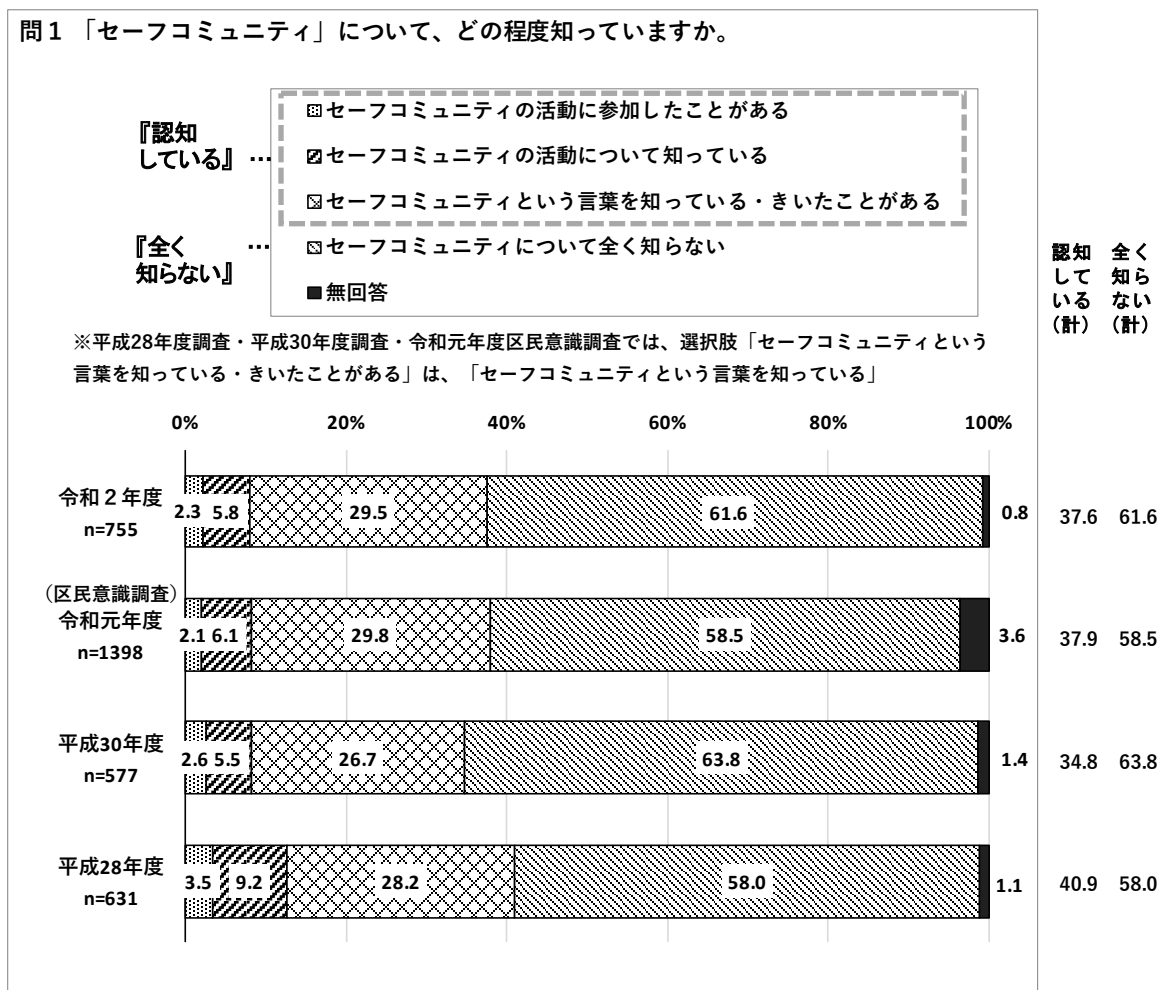 問1 「セーフコミュニティ」について、どの程度知っていますか。
『認知
している』 …
セーフコミュニティの活動に参加したことがある
セーフコミュニティの活動について知っている
セーフコミュニティという言葉を知っている・きいたことがある
『全く
知らない』 …
セーフコミュニティについて全く知らない
無回答
認知
して
いる
(計)
全く
知ら
ない
(計)
※平成28年度調査・平成30年度調査・令和元年度区民意識調査では、選択肢「セーフコミュニティという
言葉を知っている・きいたことがある」は、「セーフコミュニティという言葉を知っている」
0% 20% 40% 60% 80% 100%
令和2年度
n=755
2.3 5.8 29.5 61.6 0.8 37.6 61.6
（区民意識調査）
令和元年度
n=1398
2.1 6.1 29.8 58.5 3.6 37.9 58.5
平成30年度
n=577
2.6 5.5 26.7 63.8 1.4 34.8 63.8
平成28年度
n=631
3.5 9.2 28.2 58.0 1.1 40.9 58.0